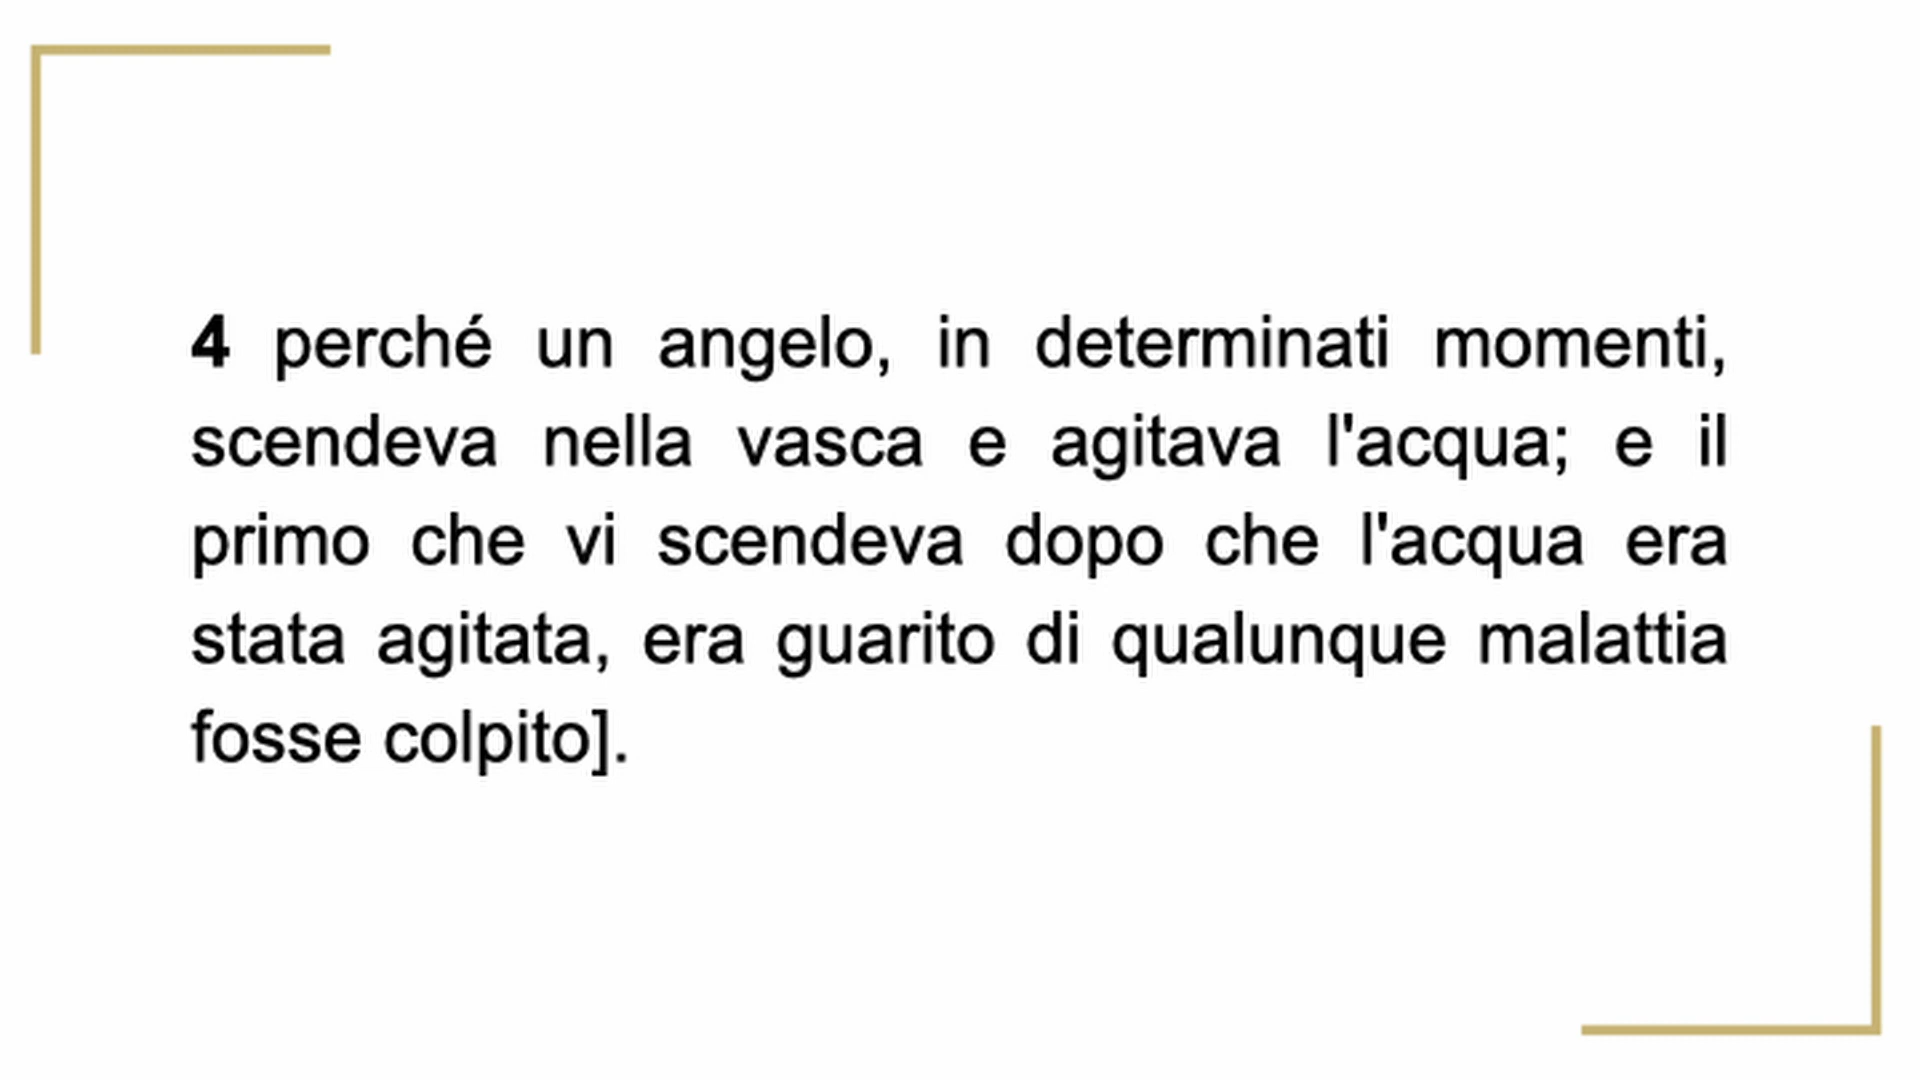 4 perché un angelo, in determinati momenti,
scendeva nella vasca e agitava l'acqua; e il
primo che vi scendeva dopo che l'acqua era
stata agitata, era guarito di qualunque malattia
fosse colpito].